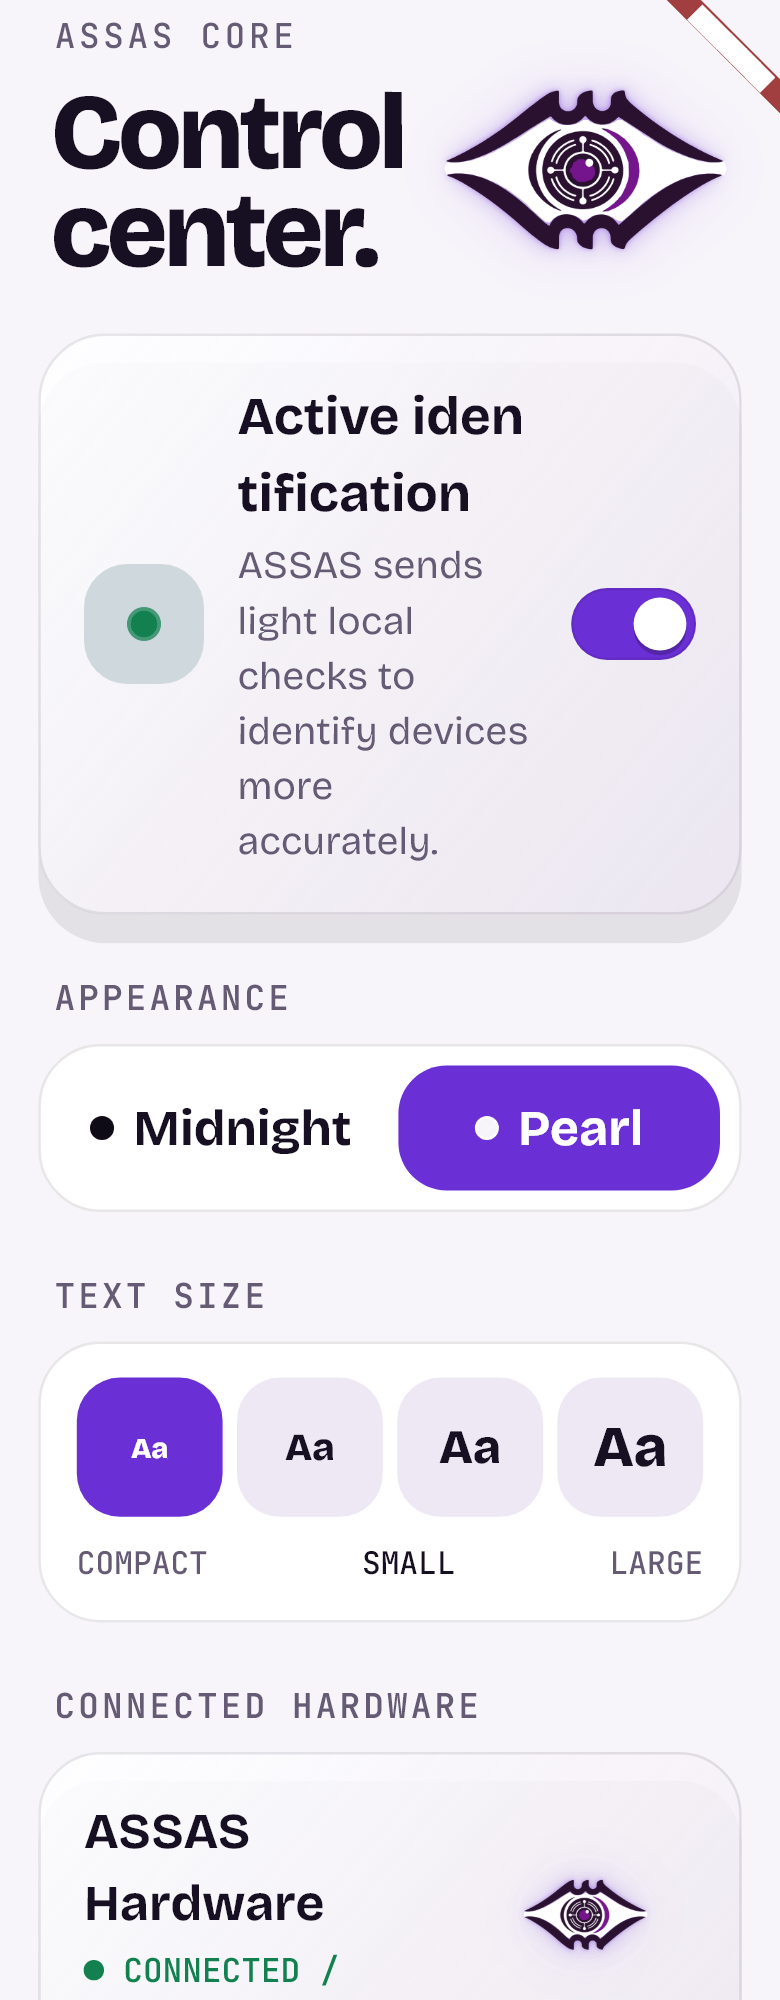 ASSAS CORE
Control
center.
Active iden
tification
ASSAS sends
light local
checks to
identify devices
more
accurately.
APPEARANCE
Midnight
Pearl
TEXT SIZE
Aa Aa Aa Aa
COMPACT SMALL LARGE
CONNECTED HARDWARE
ASSAS
Hardware
CONNECTED /